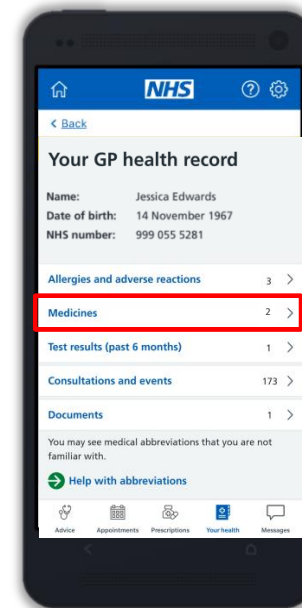 NHS
Back
Your GP health record
Name: Jessica Edwards
Date of birth: 14 November 1967
NHS number: 999 055 5281
Allergies and adverse reactions 3
Medicines 2
Test results (past 6 months) 1
Consultations and events 173
Documents 1
You may see medical abbreviations that you are not
familiar with.
Help with abbreviations
Advice Appointments Prescriptions Your health Messages